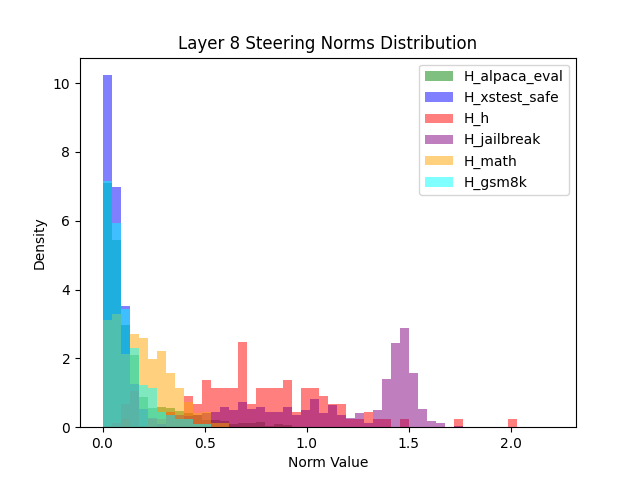 Layer 8 Steering Norms Distribution
Density
10
8
6
4
2
0
0.0
0.5
1.0
1.5
2.0
Norm Value
H_alpaca_eval
H_xstest_safe
H_h
H_jailbreak
H_math
H_gsm8k